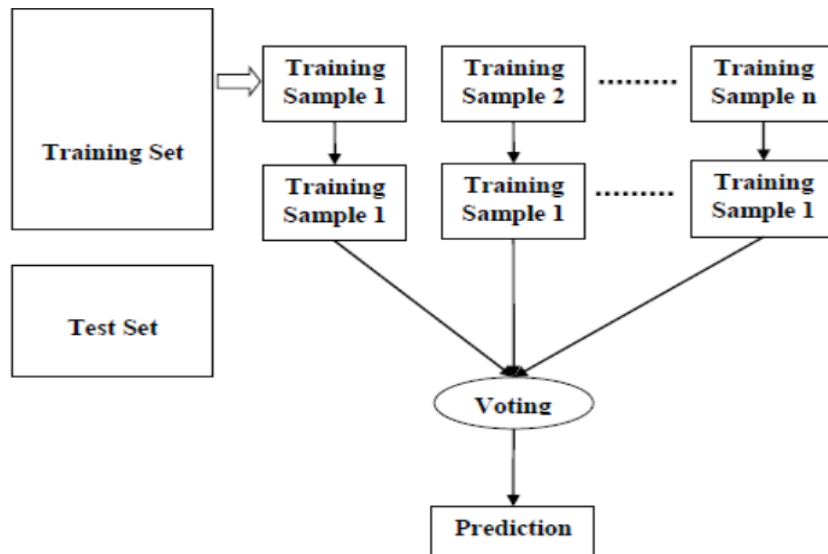 Training Set
Training
Sample 1
Training
Sample 2
Training
Sample n
Training
Sample 1
Training
Sample 1
Training
Sample 1
Test Set
Voting
Prediction